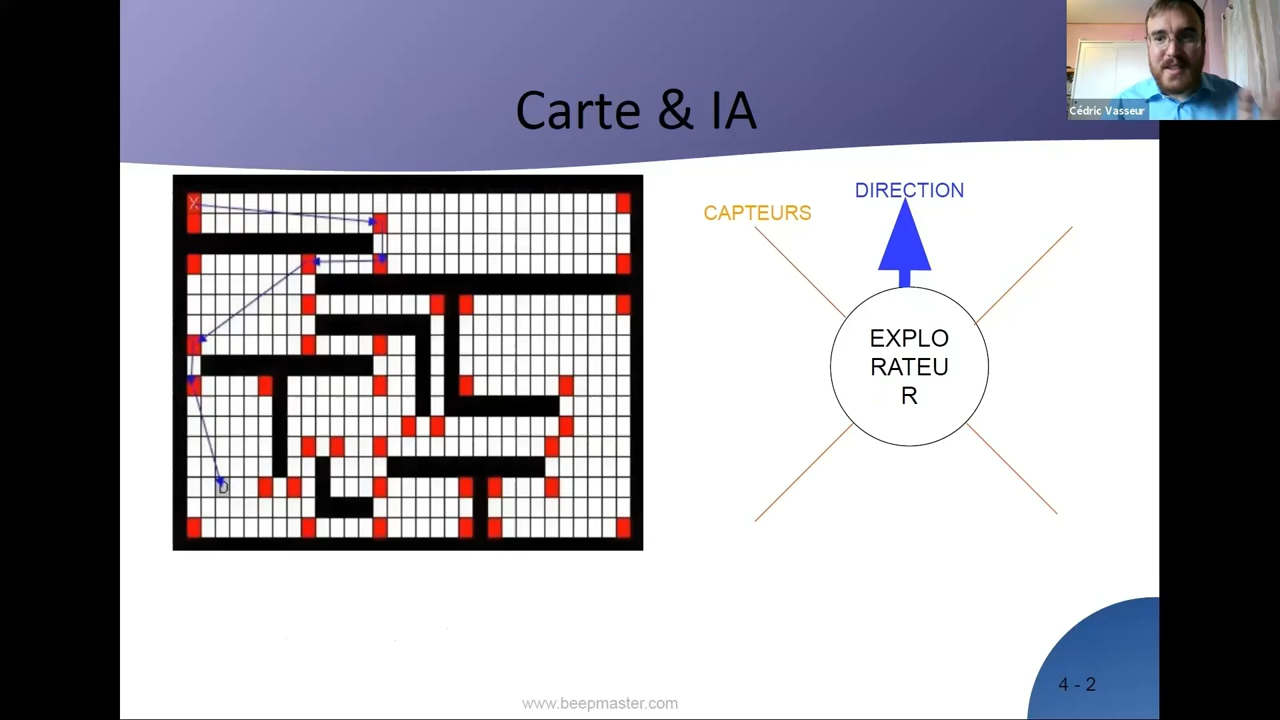 Cédric Vasseur
Carte & IA
DIRECTION
CAPTEURS
X
EXPLO
RATEU
R
D
4 - 2
www.beepmaster.com